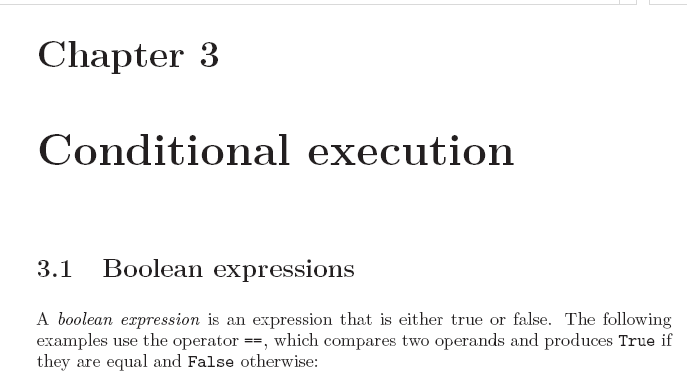 Chapter 3
Conditional execution
3.1 Boolean expressions
A boolean expression is an expression that is either true or false. The following
examples use the operator ==, which compares two operands and produces True if
they are equal and False otherwise: